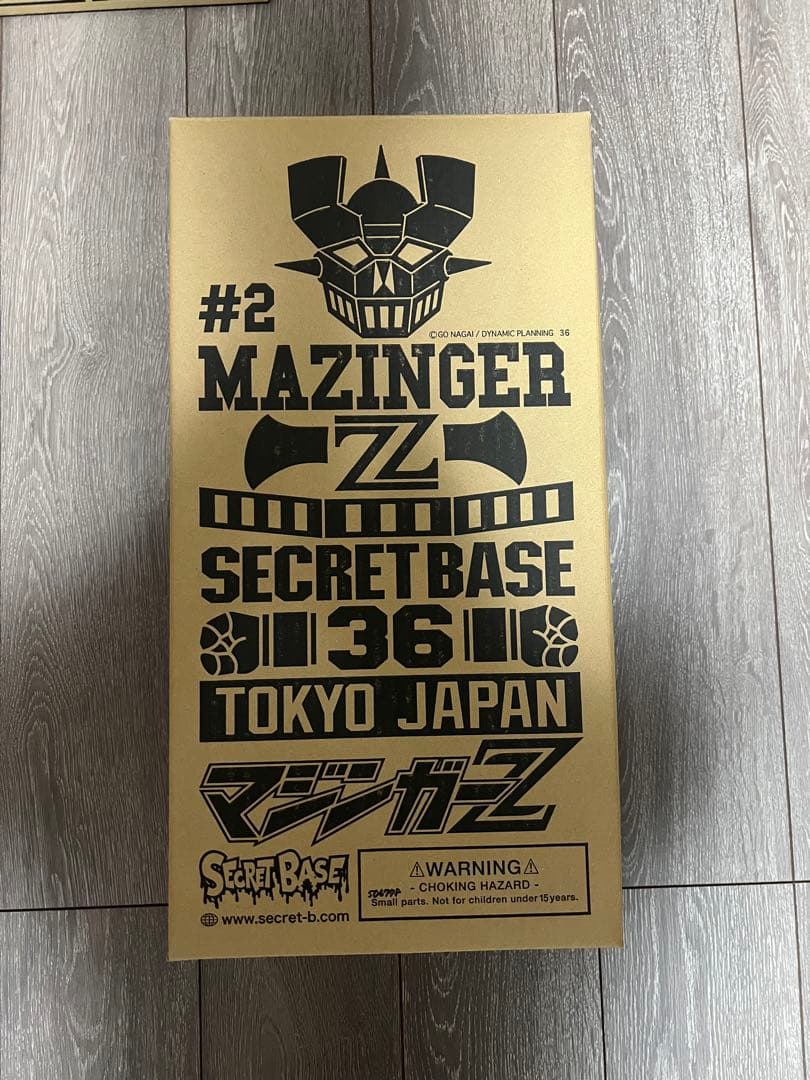 #2
©GO NAGAI / DYNAMIC PLANNING 36
MAZINGER
Z
SECRET BASE
36
TOKYO JAPAN
マジンガーZ
SECRET BASE
www.secret-b.com
⚠WARNING⚠
- CHOKING HAZARD -
Small parts. Not for children under 15years.